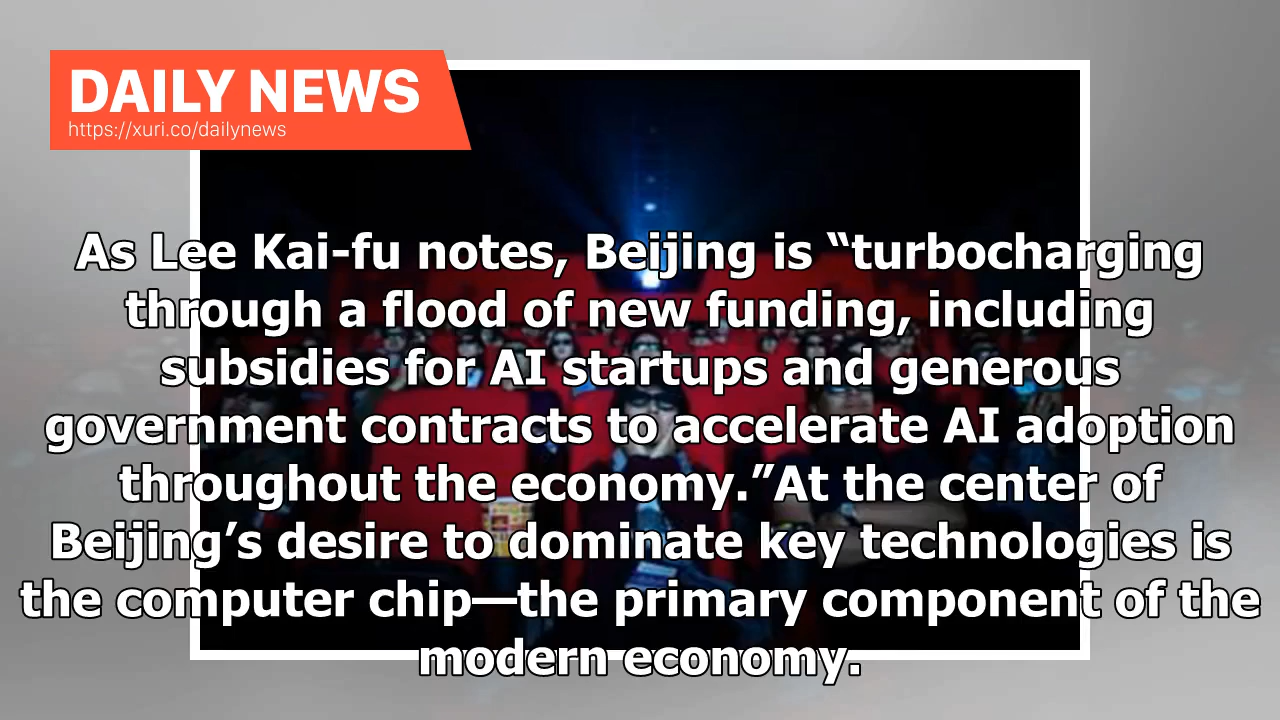 DAILY NEWS
https://xuri.co/dailynews
As Lee Kai-fu notes, Beijing is “turbocharging
through a flood of new funding, including
subsidies for AI startups and generous
government contracts to accelerate AI adoption
throughout the economy.”At the center of
Beijing’s desire to dominate key technologies is
the computer chip—the primary component of the
modern economy.